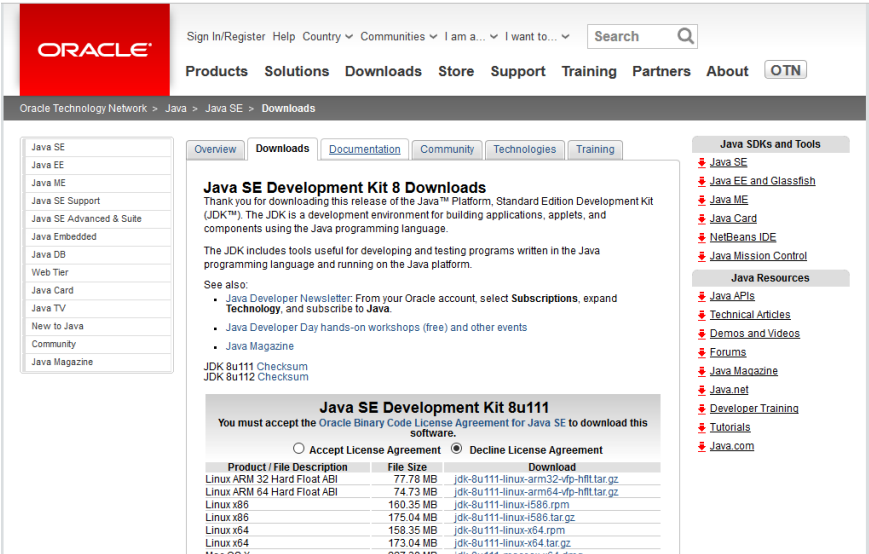 ORACLE
Sign In/Register Help Country Communities I am a... I want to... Search
Products Solutions Downloads Store Support Training Partners About OTN
Oracle Technology Network > Java > Java SE > Downloads
Java SE
Java EE
Java ME
Java SE Support
Java SE Advanced & Suite
Java Embedded
Java DB
Web Tier
Java Card
Java TV
New to Java
Community
Java Magazine
Overview Downloads Documentation Community Technologies Training
Java SE Development Kit 8 Downloads
Thank you for downloading this release of the Java™ Platform, Standard Edition Development Kit
(JDK™). The JDK is a development environment for building applications, applets, and
components using the Java programming language.
The JDK includes tools useful for developing and testing programs written in the Java
programming language and running on the Java platform.
See also:
Java Developer Newsletter: From your Oracle account, select Subscriptions, expand
Technology, and subscribe to Java.
Java Developer Day hands-on workshops (free) and other events
Java Magazine
JDK 8u111 Checksum
JDK 8u112 Checksum
Java SE Development Kit 8u111
You must accept the Oracle Binary Code License Agreement for Java SE to download this
software.
Accept License Agreement Decline License Agreement
Product / File Description File Size Download
Linux ARM 32 Hard Float ABI 77.78 MB jdk-8u111-linux-arm32-vfp-hflt.tar.gz
Linux ARM 64 Hard Float ABI 74.73 MB jdk-8u111-linux-arm64-vfp-hflt.tar.gz
Linux x86 160.35 MB jdk-8u111-linux-i586.rpm
Linux x86 175.04 MB jdk-8u111-linux-i586.tar.gz
Linux x64 158.35 MB jdk-8u111-linux-x64.rpm
Linux x64 173.04 MB jdk-8u111-linux-x64.tar.gz
Java SDKs and Tools
Java SE
Java EE and Glassfish
Java ME
Java Card
NetBeans IDE
Java Mission Control
Java Resources
Java APIs
Technical Articles
Demos and Videos
Forums
Java Magazine
Java.net
Developer Training
Tutorials
Java.com